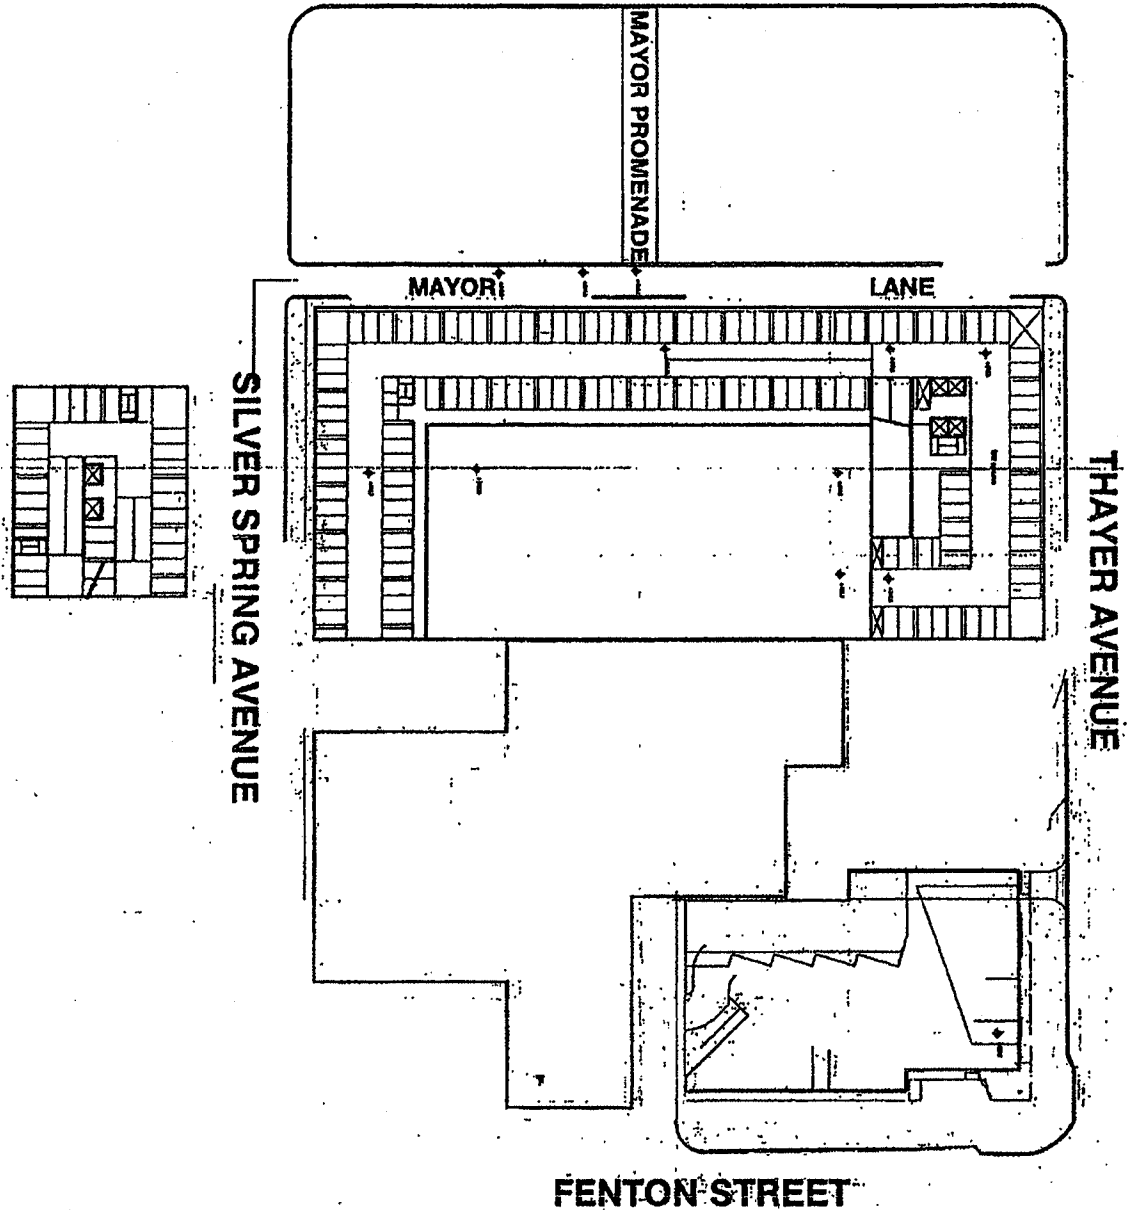 MAYOR PROMENADE
MAYOR
LANE
SILVER SPRING AVENUE
THAYER AVENUE
FENTON STREET